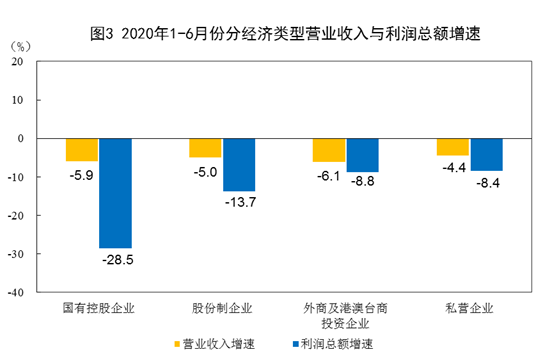 图3 2020年1-6月份分经济类型营业收入与利润总额增速
(%)
20
10
0
-10
-20
-30
-40
-5.9
-28.5
-5.0
-13.7
-6.1
-8.8
-4.4
-8.4
国有控股企业
股份制企业
外商及港澳台商
投资企业
私营企业
营业收入增速
利润总额增速